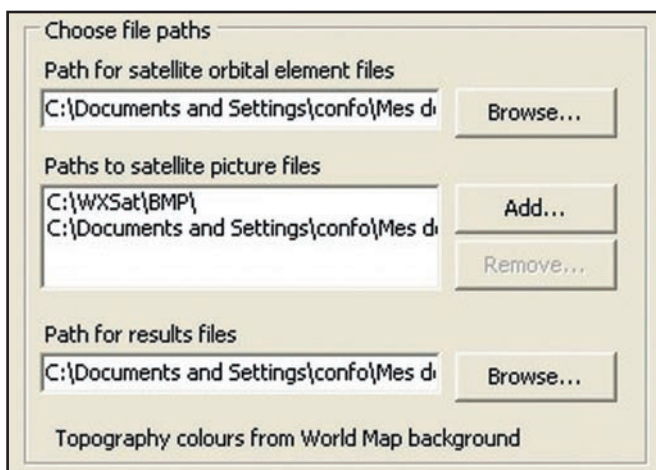 Choose file paths
Path for satellite orbital element files
C:\Documents and Settings\confo\Mes d
Browse...
Paths to satellite picture files
C:\WXSat\BMP\
C:\Documents and Settings\confo\Mes d
Add...
Remove...
Path for results files
C:\Documents and Settings\confo\Mes d
Browse...
Topography colours from World Map background